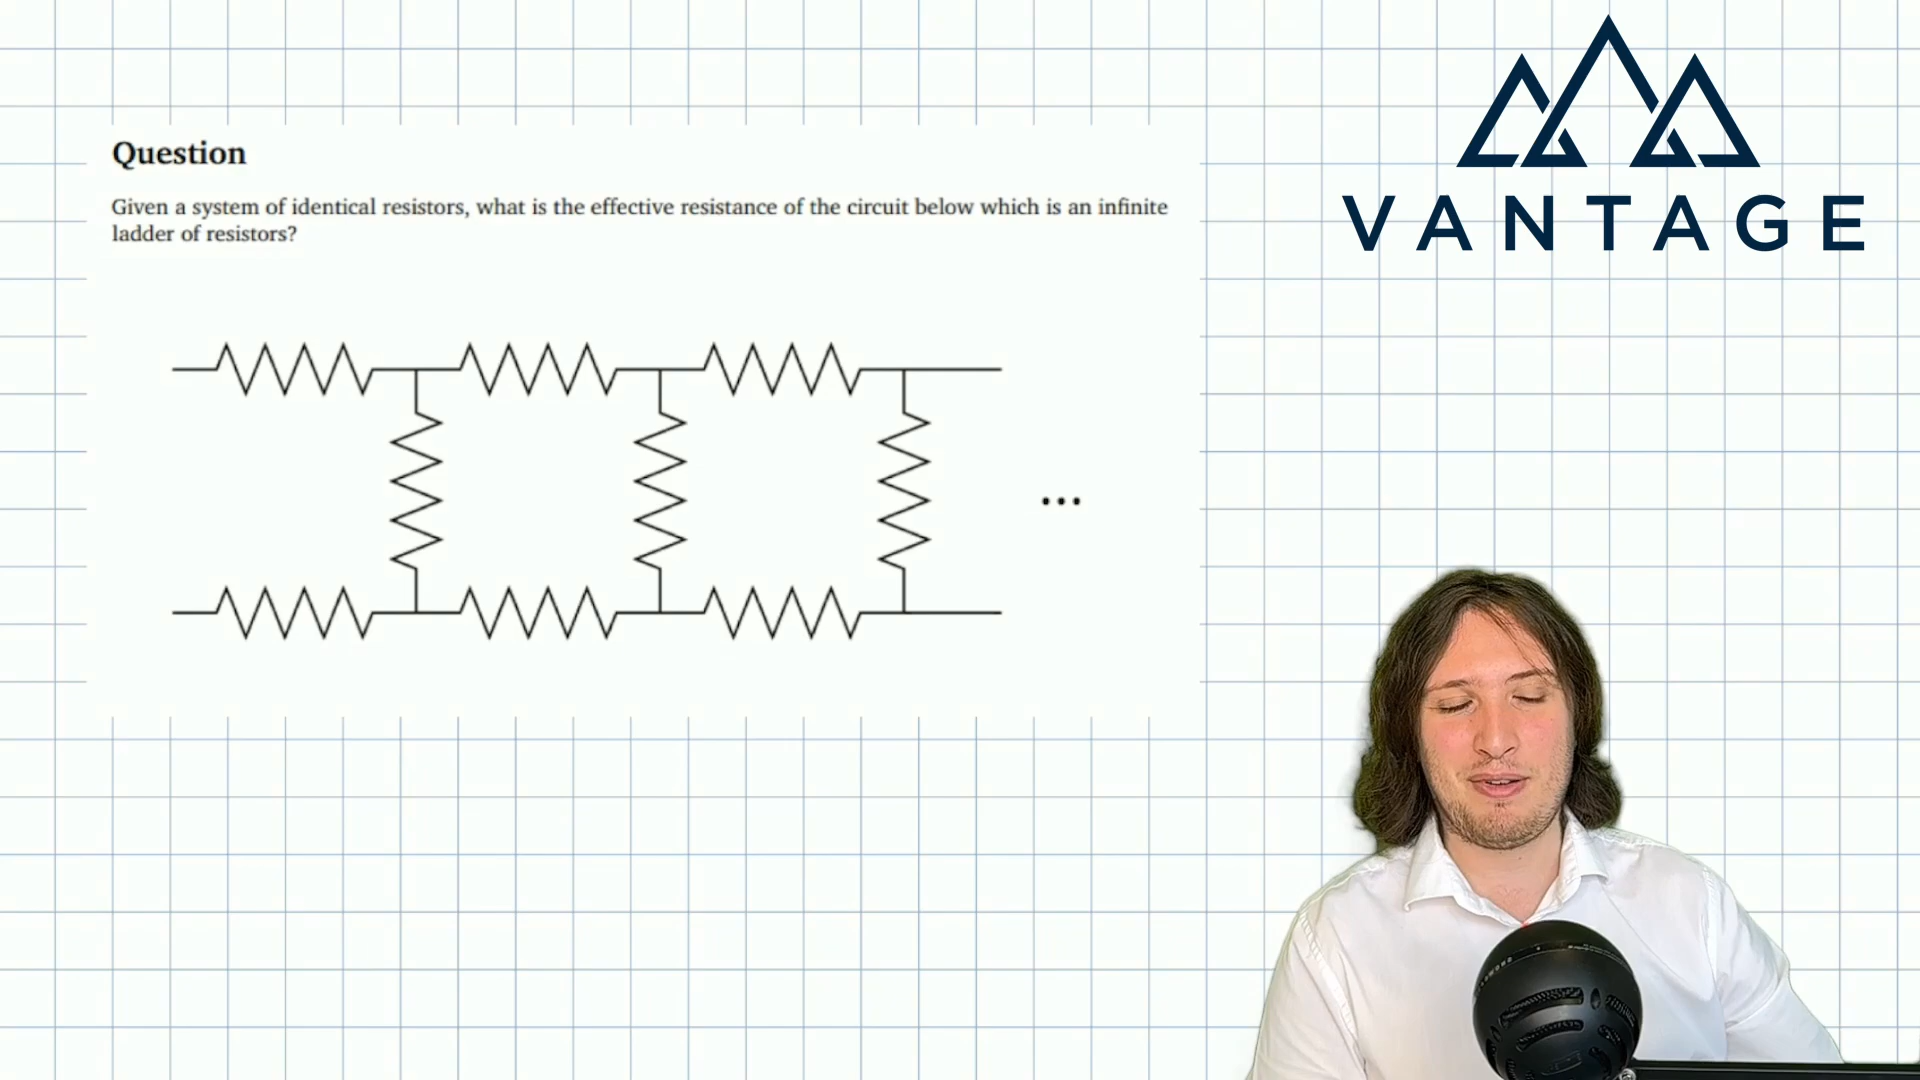 VANTAGE
Question
Given a system of identical resistors, what is the effective resistance of the circuit below which is an infinite
ladder of resistors?
...